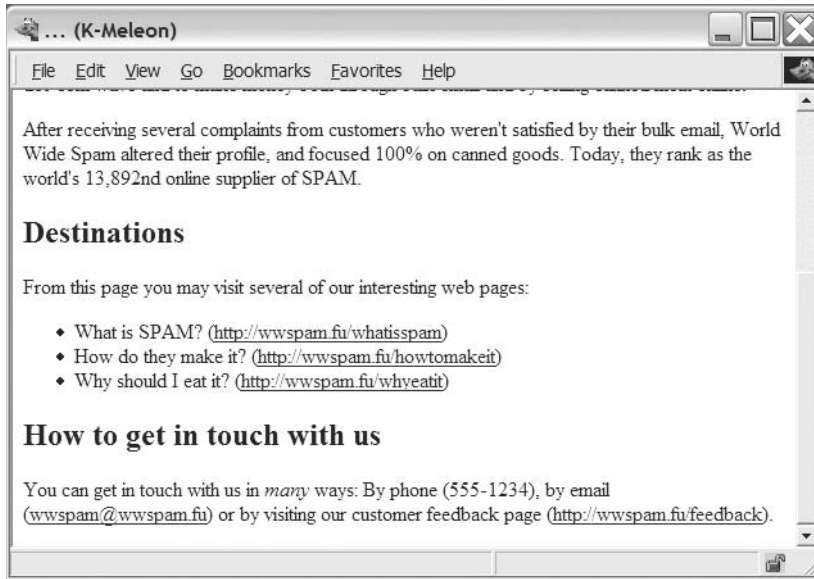 ... (K-Meleon)
File Edit View Go Bookmarks Favorites Help
After receiving several complaints from customers who weren't satisfied by their bulk email, World
Wide Spam altered their profile, and focused 100% on canned goods. Today, they rank as the
world's 13,892nd online supplier of SPAM.
Destinations
From this page you may visit several of our interesting web pages:
• What is SPAM? (http://wwspam.fu/whatisspam)
• How do they make it? (http://wwspam.fu/howtomakeit)
• Why should I eat it? (http://wwspam.fu/whyeatit)
How to get in touch with us
You can get in touch with us in many ways: By phone (555-1234), by email
(wwspam@wwspam.fu) or by visiting our customer feedback page (http://wwspam.fu/feedback).